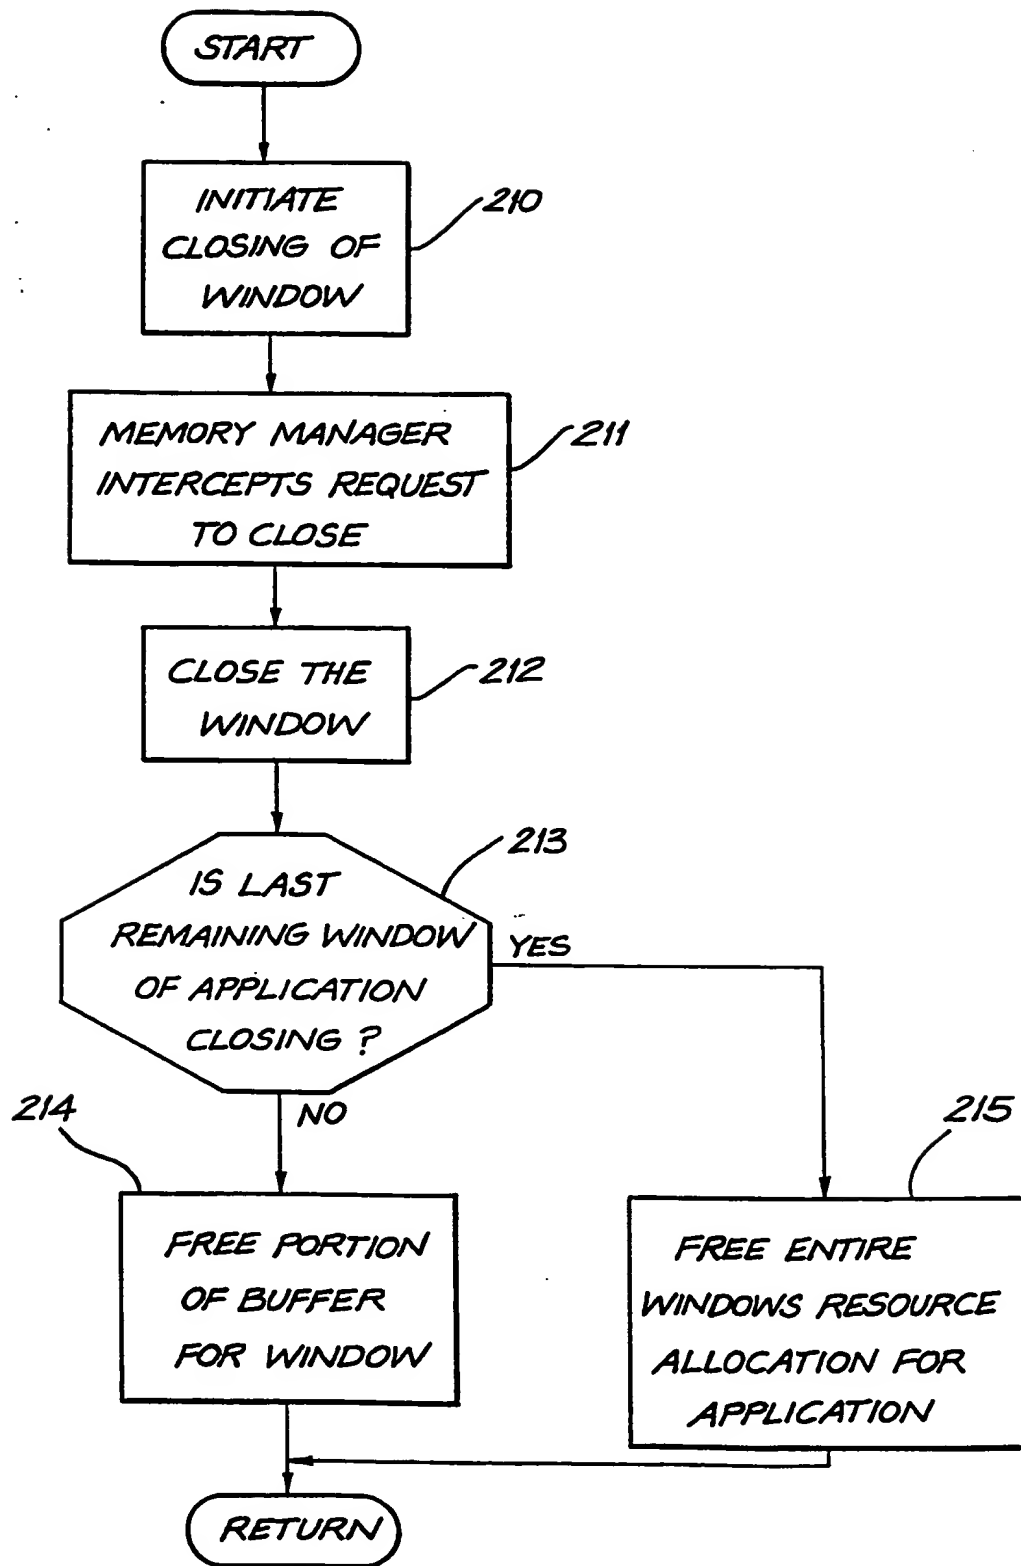 START
INITIATE
CLOSING OF
WINDOW
210
MEMORY MANAGER
INTERCEPTS REQUEST
TO CLOSE
211
CLOSE THE
WINDOW
212
IS LAST
REMAINING WINDOW
OF APPLICATION
CLOSING ?
213
YES
NO
214
FREE PORTION
OF BUFFER
FOR WINDOW
215
FREE ENTIRE
WINDOWS RESOURCE
ALLOCATION FOR
APPLICATION
RETURN